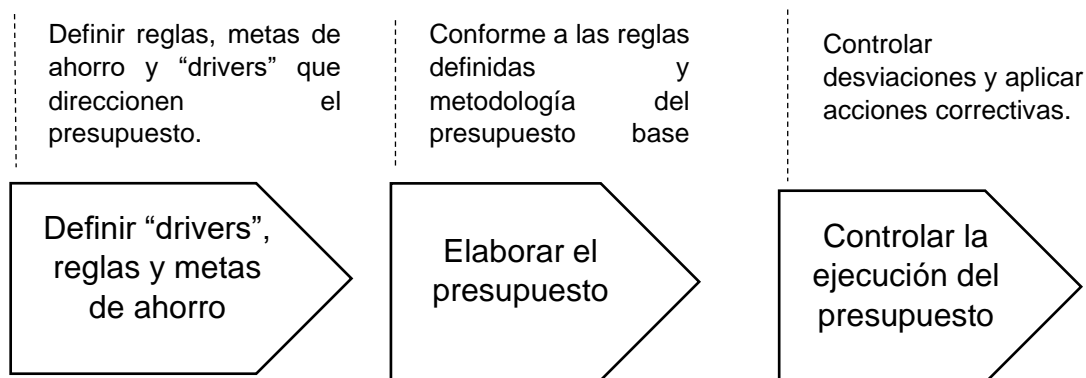 Definir reglas, metas de
ahorro y “drivers” que
direccionen el
presupuesto.
Conforme a las reglas
definidas y
metodología del
presupuesto base
Controlar
desviaciones y aplicar
acciones correctivas.
Definir “drivers”,
reglas y metas
de ahorro
Elaborar el
presupuesto
Controlar la
ejecución del
presupuesto